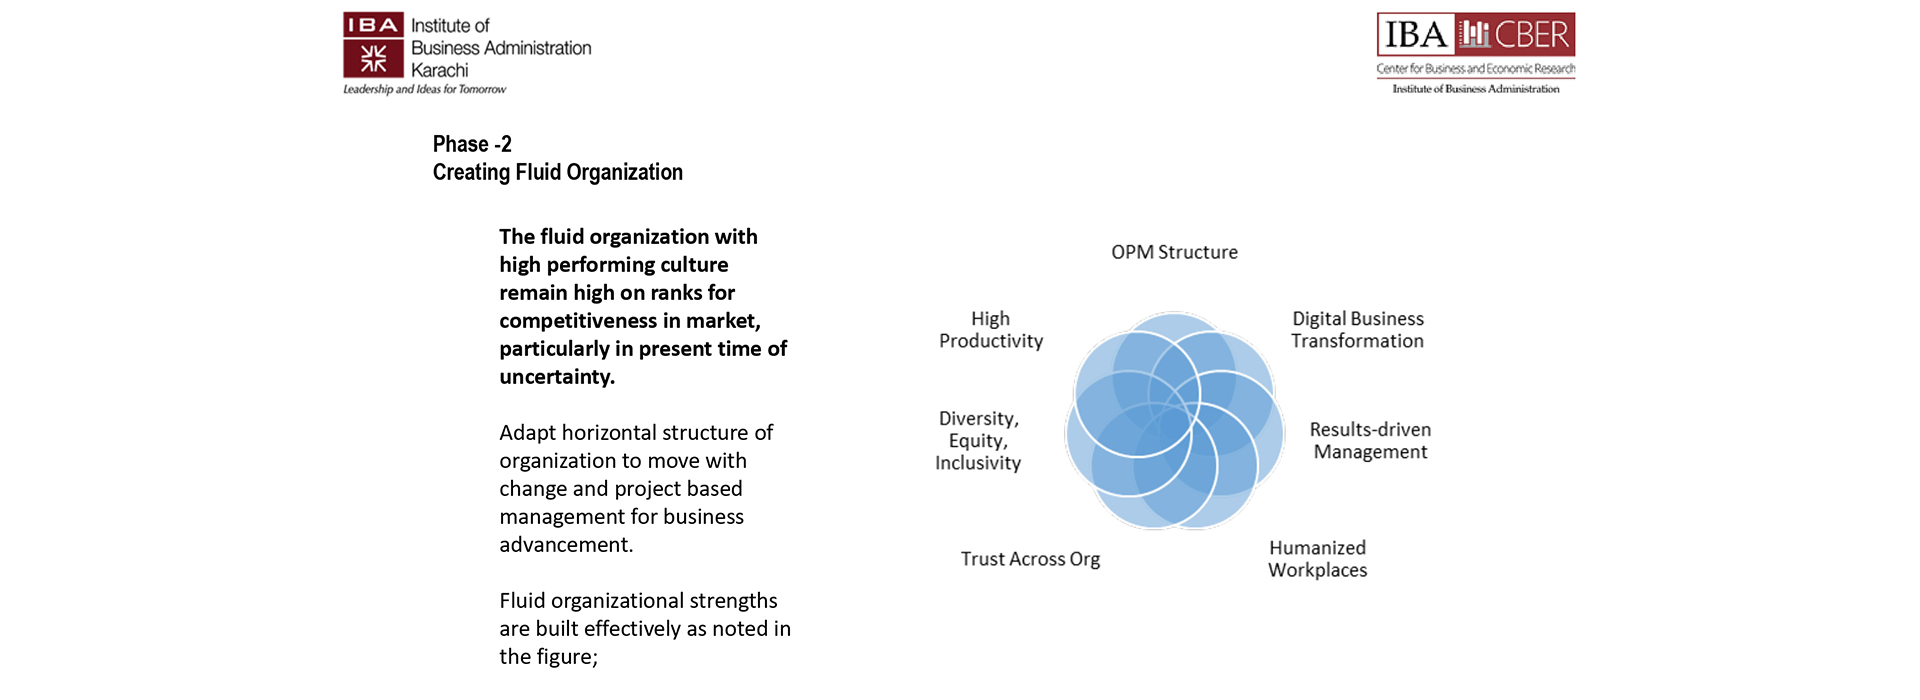 IBA
Institute of
Business Administration
Karachi
Leadership and Ideas for Tomorrow
IBA CBER
Center for Business and Economic Research
Institute of Business Administration
Phase -2
Creating Fluid Organization
The fluid organization with
high performing culture
remain high on ranks for
competitiveness in market,
particularly in present time of
uncertainty.
Adapt horizontal structure of
organization to move with
change and project based
management for business
advancement.
Fluid organizational strengths
are built effectively as noted in
the figure;
OPM Structure
High
Productivity
Digital Business
Transformation
Diversity,
Equity,
Inclusivity
Results-driven
Management
Trust Across Org
Humanized
Workplaces